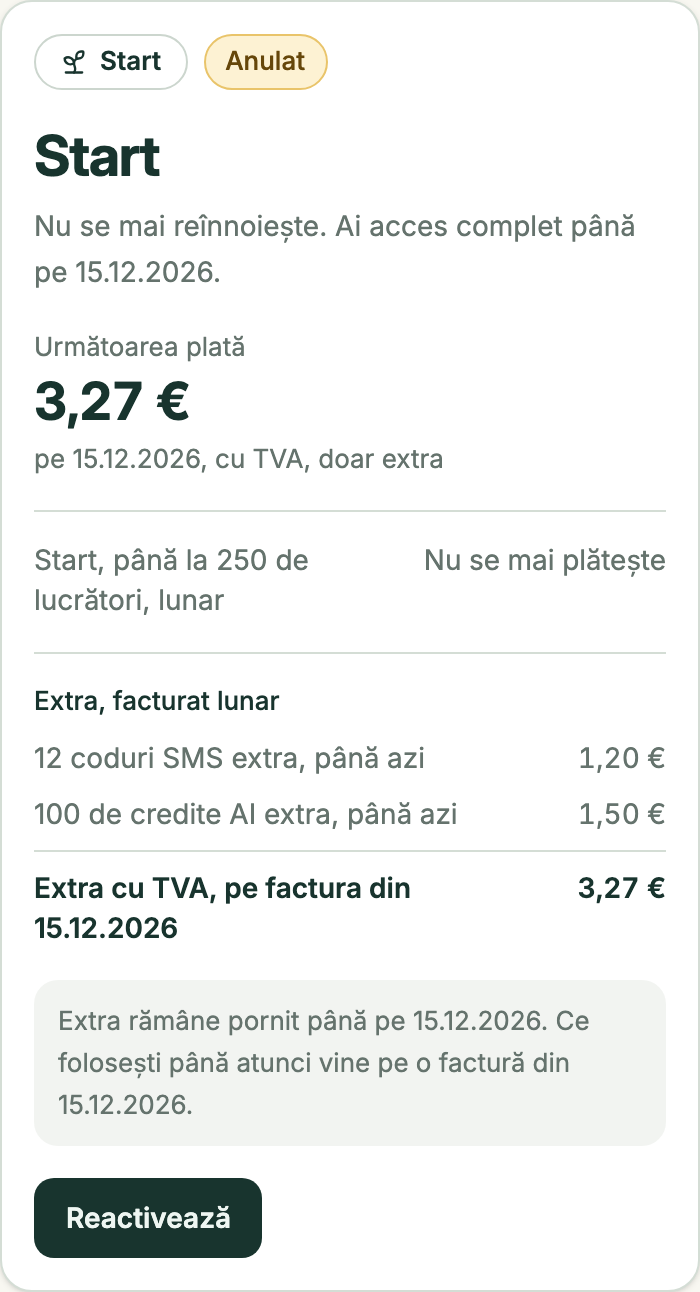 Start
Anulat
Start
Nu se mai reînnoiește. Ai acces complet până
pe 15.12.2026.
Următoarea plată
3,27 €
pe 15.12.2026, cu TVA, doar extra
Start, până la 250 de
lucrători, lunar
Nu se mai plătește
Extra, facturat lunar
12 coduri SMS extra, până azi
1,20 €
100 de credite AI extra, până azi
1,50 €
Extra cu TVA, pe factura din
15.12.2026
3,27 €
Extra rămâne pornit până pe 15.12.2026. Ce
folosești până atunci vine pe o factură din
15.12.2026.
Reactivează